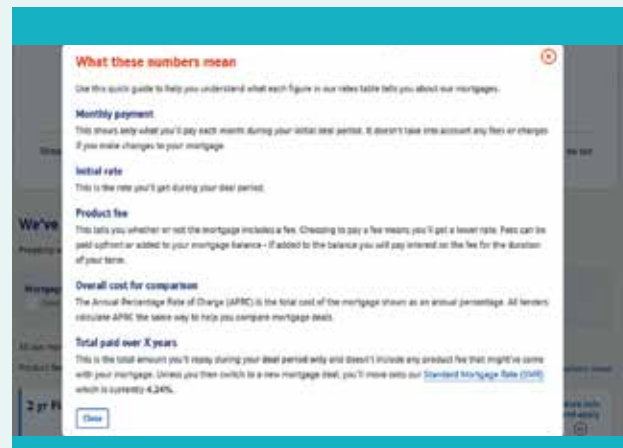 What these numbers mean
Use this quick guide to help you understand what each figure in our rates table tells you about our mortgages.
Monthly payment
This shows only what you'll pay each month during your initial deal period. It doesn't take into account any fees or charges
if you make changes to your mortgage.
Initial rate
This is the rate you'll get during your deal period.
Product fee
This tells you whether or not the mortgage includes a fee. Choosing to pay a fee means you'll get a lower rate. Fees can be
paid upfront or added to your mortgage balance - if added to the balance you will pay interest on the fee for the duration
of your term.
We've
Overall cost for comparison
The Annual Percentage Rate of Charge (APRC) is the total cost of the mortgage shown as an annual percentage. All lenders
calculate APRC the same way to help you compare mortgage deals.
Mortgage
Total paid over X years
This is the total amount you'll repay during your deal period only and doesn't include any product fee that might've come
with your mortgage. Unless you then switch to a new mortgage deal, you'll move onto our Standard Mortgage Rate (SMR)
which is currently 4.24%.
2 yr
Close